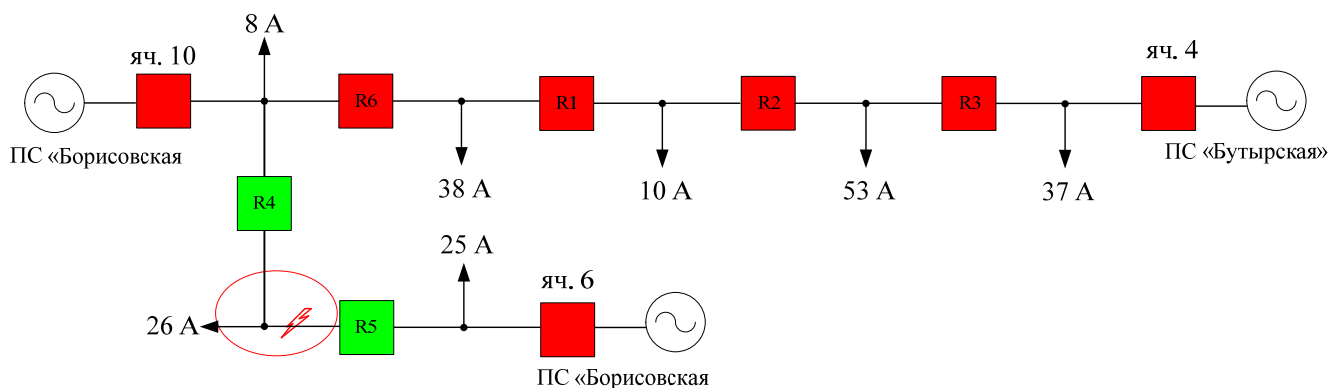 8 А
яч. 10
яч. 4
R6
R1
R2
R3
ПС «Борисовская
ПС «Бутырская»
38 А
10 А
53 А
37 А
R4
25 А
яч. 6
26 А
R5
ПС «Борисовская